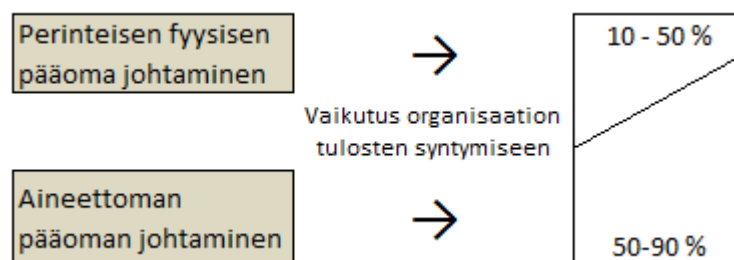 Perinteisen fyysisen
pääoma johtaminen
→
10 - 50 %
Vaikutus organisaation
tulosten syntymiseen
Aineettoman
pääoman johtaminen
→
50-90 %